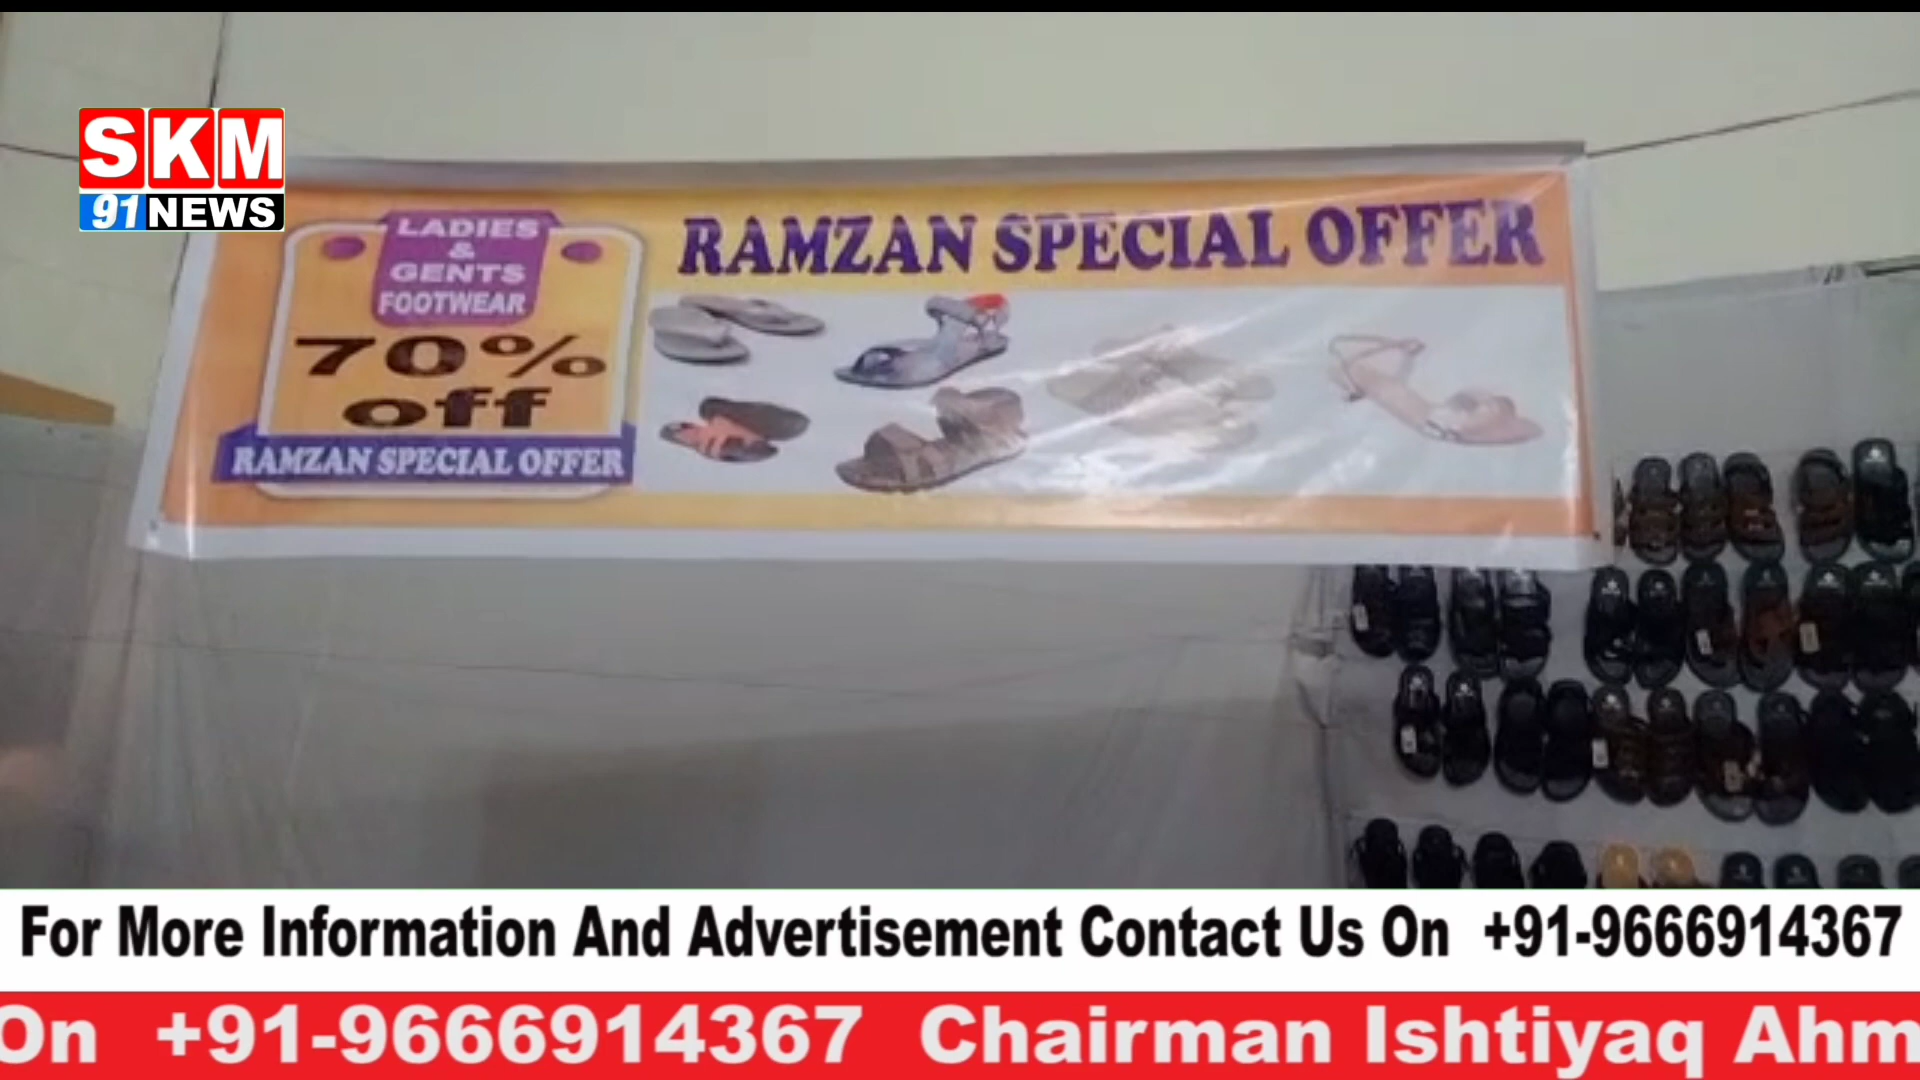 SKM
91 NEWS
LADIES
&
GENTS
FOOTWEAR
70%
off
RAMZAN SPECIAL OFFER
RAMZAN SPECIAL OFFER
For More Information And Advertisement Contact Us On +91-9666914367
On +91-9666914367 Chairman Ishtiyaq Ahm